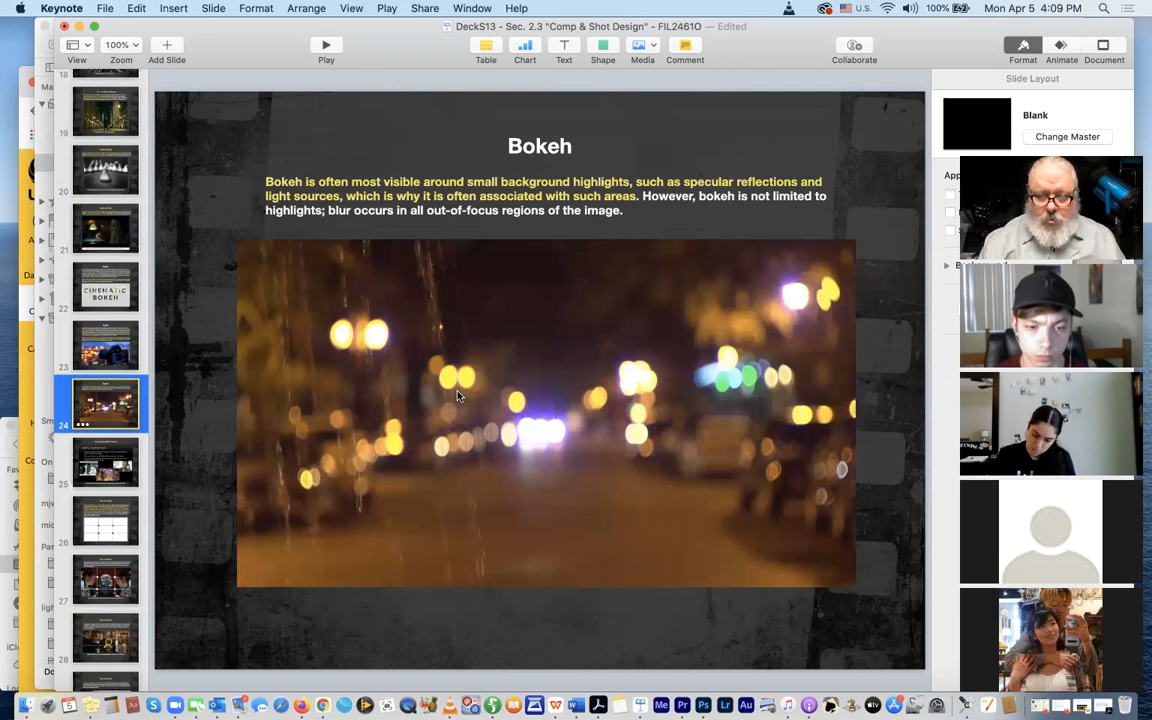 Keynote File Edit Insert Slide Format Arrange View Play Share Window Help U.S. 100% Mon Apr 5 4:09 PM
DeckS13 - Sec. 2.3 "Comp & Shot Design" - FIL2461O — Edited
100%
View Zoom Add Slide Play Table Chart Text Shape Media Comment Collaborate Format Animate Document
Slide Layout
Blank
Change Master
18
19
20
21
CINEMATIC
BOKEH
22
23
24
25
26
27
28
Bokeh
Bokeh is often most visible around small background highlights, such as specular reflections and
light sources, which is why it is often associated with such areas. However, bokeh is not limited to
highlights; blur occurs in all out-of-focus regions of the image.